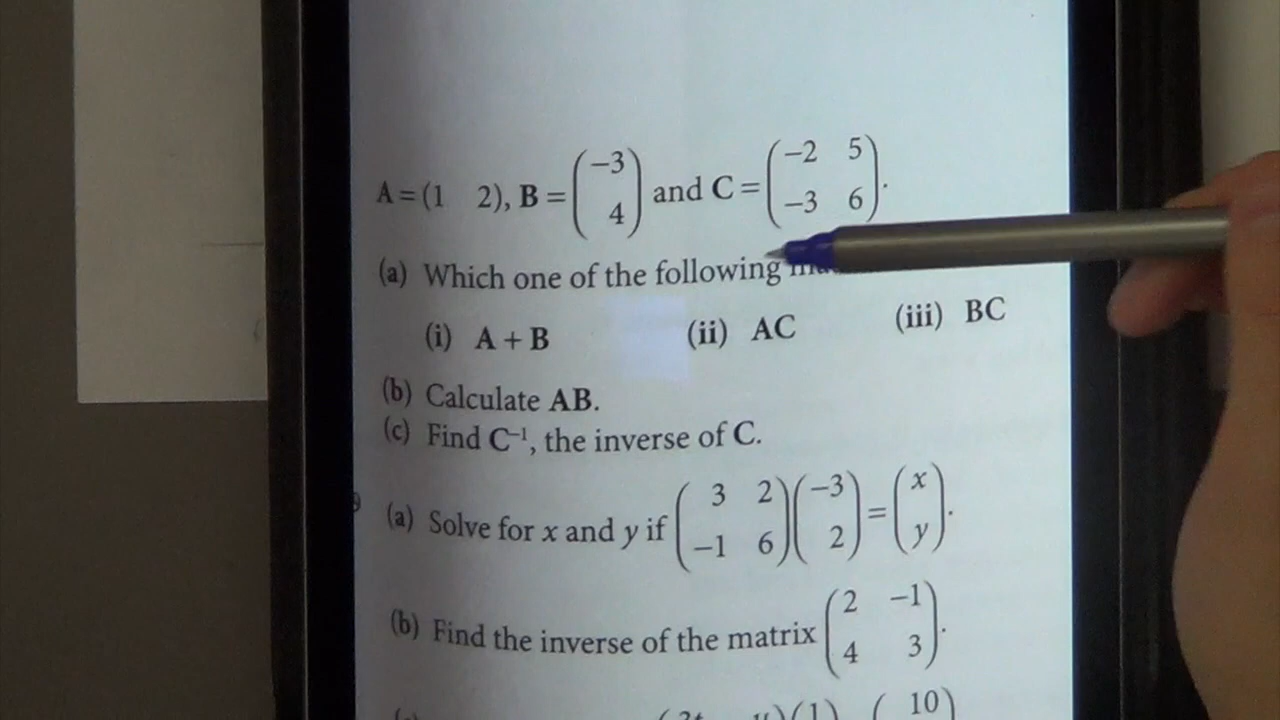 A = (1 2), B = (−3 4) and C = (−2 5 −3 6).
(a) Which one of the following
(i) A + B (ii) AC (iii) BC
(b) Calculate AB.
(c) Find C⁻¹, the inverse of C.
(a) Solve for x and y if (3 2 −1 6)(−3 2) = (x y).
(b) Find the inverse of the matrix (2 −1 4 3).
10